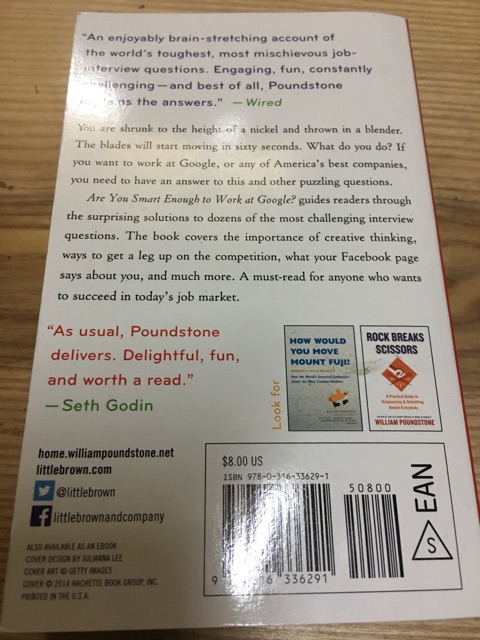 "An enjoyably brain-stretching account of
the world's toughest, most mischievous job-
interview questions. Engaging, fun, constantly
challenging—and best of all, Poundstone
explains the answers." —Wired
You are shrunk to the height of a nickel and thrown in a blender.
The blades will start moving in sixty seconds. What do you do? If
you want to work at Google, or any of America's best companies,
you need to have an answer to this and other puzzling questions.
Are You Smart Enough to Work at Google? guides readers through
the surprising solutions to dozens of the most challenging interview
questions. The book covers the importance of creative thinking,
ways to get a leg up on the competition, what your Facebook page
says about you, and much more. A must-read for anyone who wants
to succeed in today's job market.
"As usual, Poundstone
delivers. Delightful, fun,
and worth a read."
—Seth Godin
Look for
HOW WOULD
YOU MOVE
MOUNT FUJI?
ROCK BREAKS
SCISSORS
A Practical Guide to
Outguessing & Outwitting
Almost Everybody
WILLIAM POUNDSTONE
home.williampoundstone.net
littlebrown.com
@littlebrown
littlebrownandcompany
ALSO AVAILABLE AS AN EBOOK
COVER DESIGN BY JULIANNA LEE
COVER ART © GETTY IMAGES
COVER © 2014 HACHETTE BOOK GROUP, INC.
PRINTED IN THE U.S.A.
$8.00 US
ISBN 978-0-316-33629-1
50800
9 6 336291
EAN
S